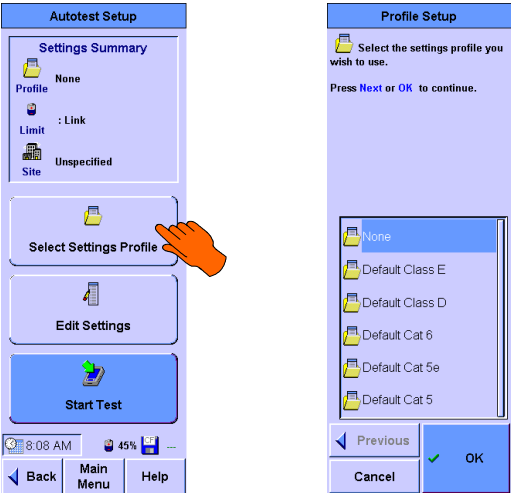 Autotest Setup
Settings Summary
Profile
None
Limit
: Link
Site
Unspecified
Select Settings Profile
Edit Settings
Start Test
8:08 AM
45%
CF
---
Back
Main
Menu
Help
Profile Setup
Select the settings profile you
wish to use.
Press Next or OK to continue.
None
Default Class E
Default Class D
Default Cat 6
Default Cat 5e
Default Cat 5
Previous
OK
Cancel